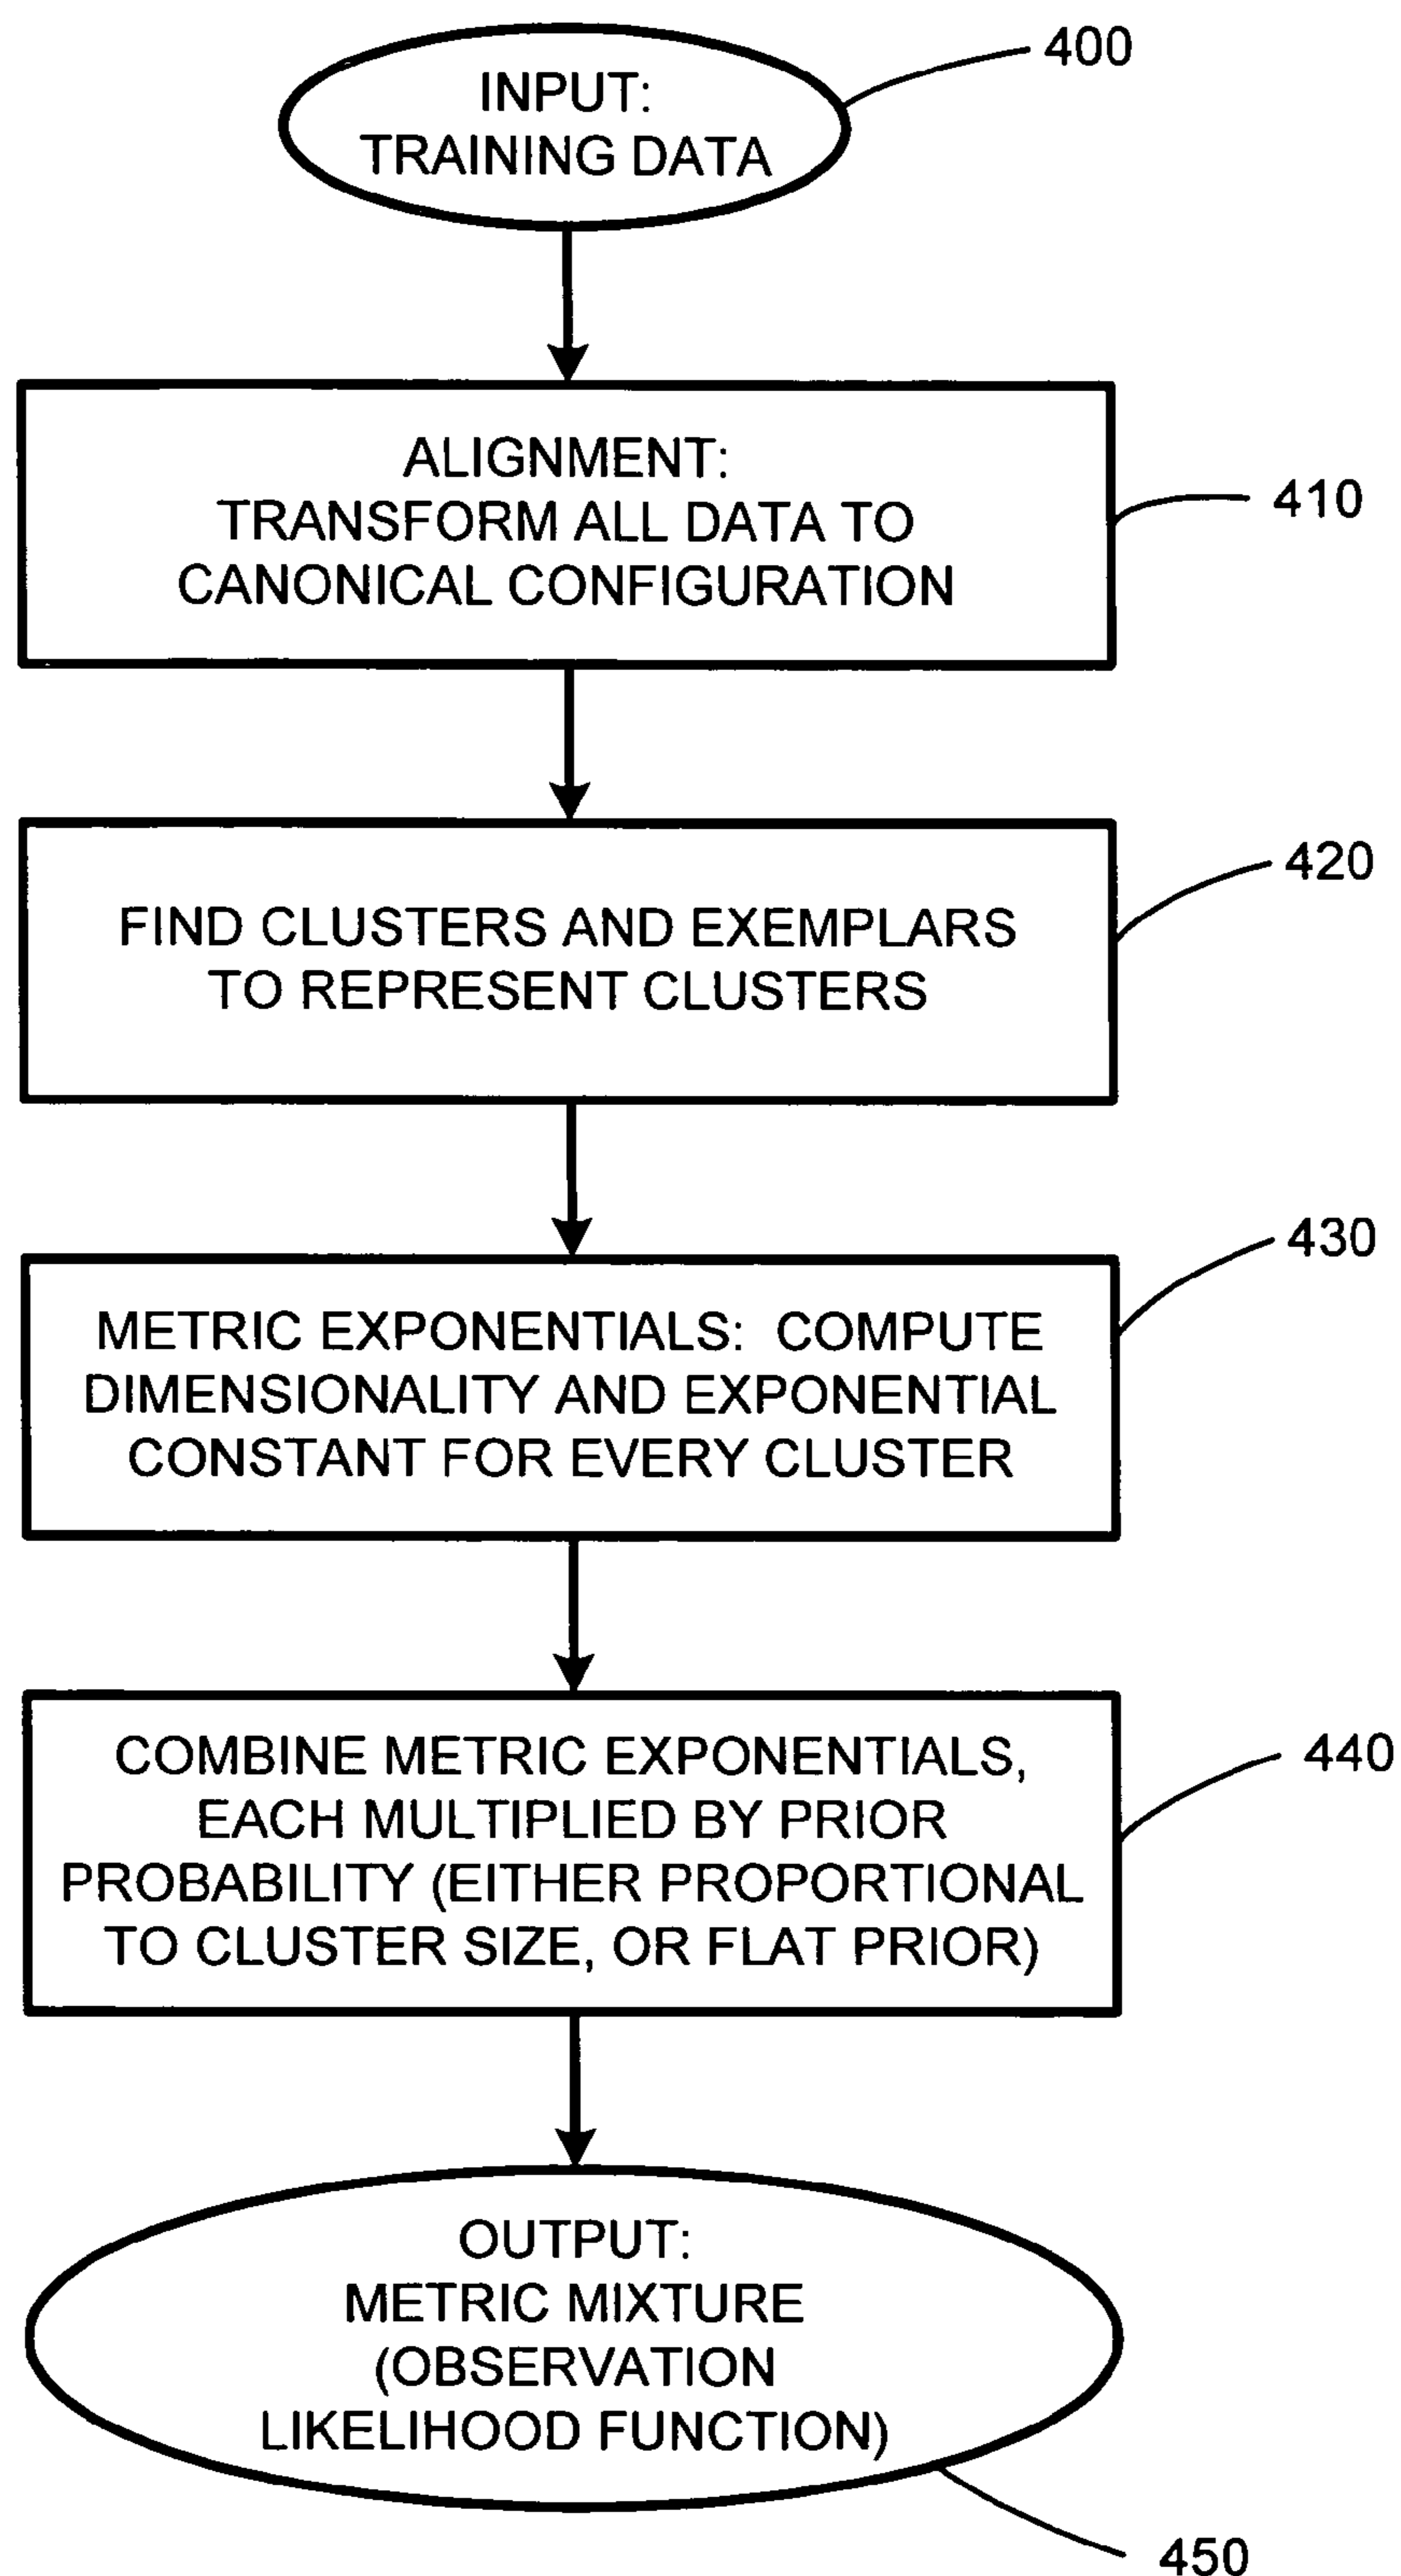 INPUT:
TRAINING DATA
400
ALIGNMENT:
TRANSFORM ALL DATA TO
CANONICAL CONFIGURATION
410
FIND CLUSTERS AND EXEMPLARS
TO REPRESENT CLUSTERS
420
METRIC EXPONENTIALS: COMPUTE
DIMENSIONALITY AND EXPONENTIAL
CONSTANT FOR EVERY CLUSTER
430
COMBINE METRIC EXPONENTIALS,
EACH MULTIPLIED BY PRIOR
PROBABILITY (EITHER PROPORTIONAL
TO CLUSTER SIZE, OR FLAT PRIOR)
440
OUTPUT:
METRIC MIXTURE
(OBSERVATION
LIKELIHOOD FUNCTION)
450